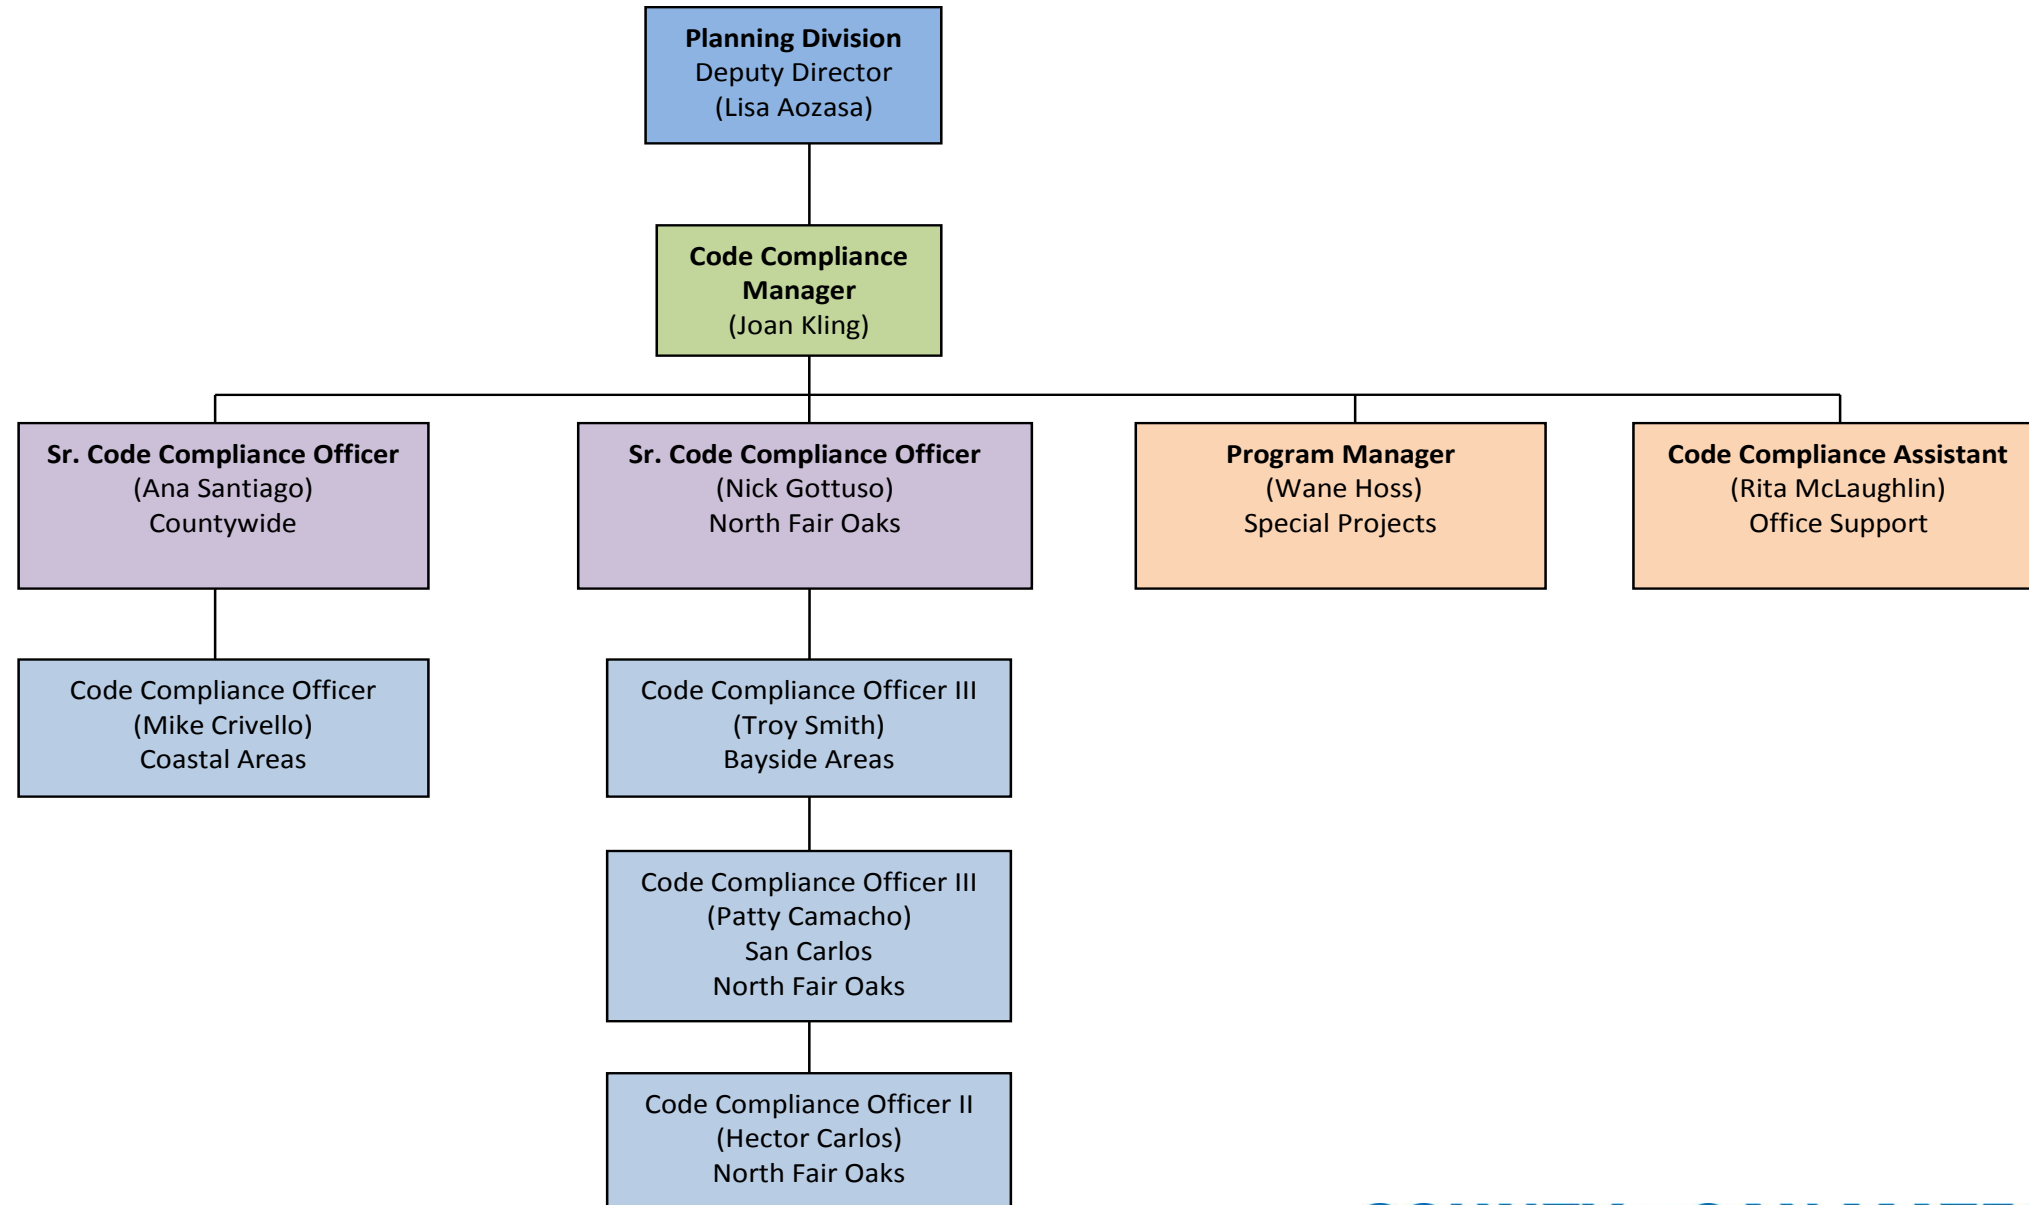 Planning Division
Deputy Director
(Lisa Aozasa)
Code Compliance
Manager
(Joan Kling)
Sr. Code Compliance Officer
(Ana Santiago)
Countywide
Sr. Code Compliance Officer
(Nick Gottuso)
North Fair Oaks
Program Manager
(Wane Hoss)
Special Projects
Code Compliance Assistant
(Rita McLaughlin)
Office Support
Code Compliance Officer
(Mike Crivello)
Coastal Areas
Code Compliance Officer III
(Troy Smith)
Bayside Areas
Code Compliance Officer III
(Patty Camacho)
San Carlos
North Fair Oaks
Code Compliance Officer II
(Hector Carlos)
North Fair Oaks